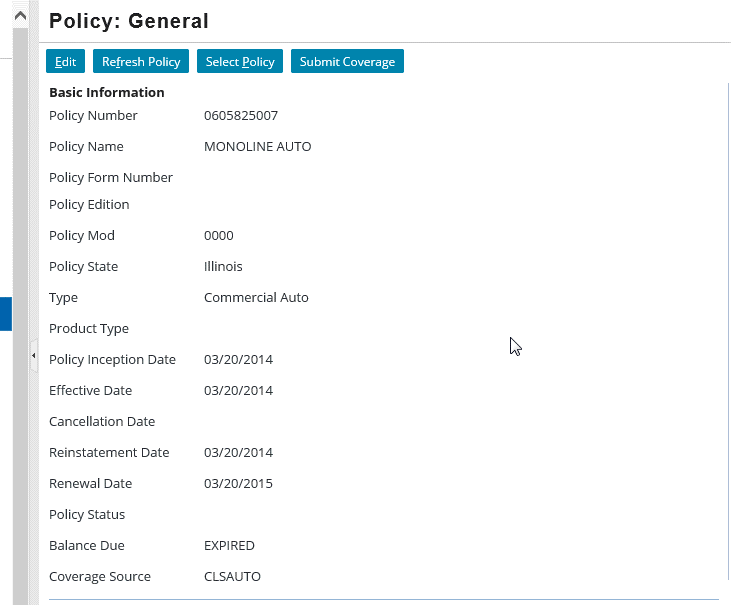 Policy: General
Edit Refresh Policy Select Policy Submit Coverage
Basic Information
Policy Number 0605825007
Policy Name MONOLINE AUTO
Policy Form Number
Policy Edition
Policy Mod 0000
Policy State Illinois
Type Commercial Auto
Product Type
Policy Inception Date 03/20/2014
Effective Date 03/20/2014
Cancellation Date
Reinstatement Date 03/20/2014
Renewal Date 03/20/2015
Policy Status
Balance Due EXPIRED
Coverage Source CLSAUTO